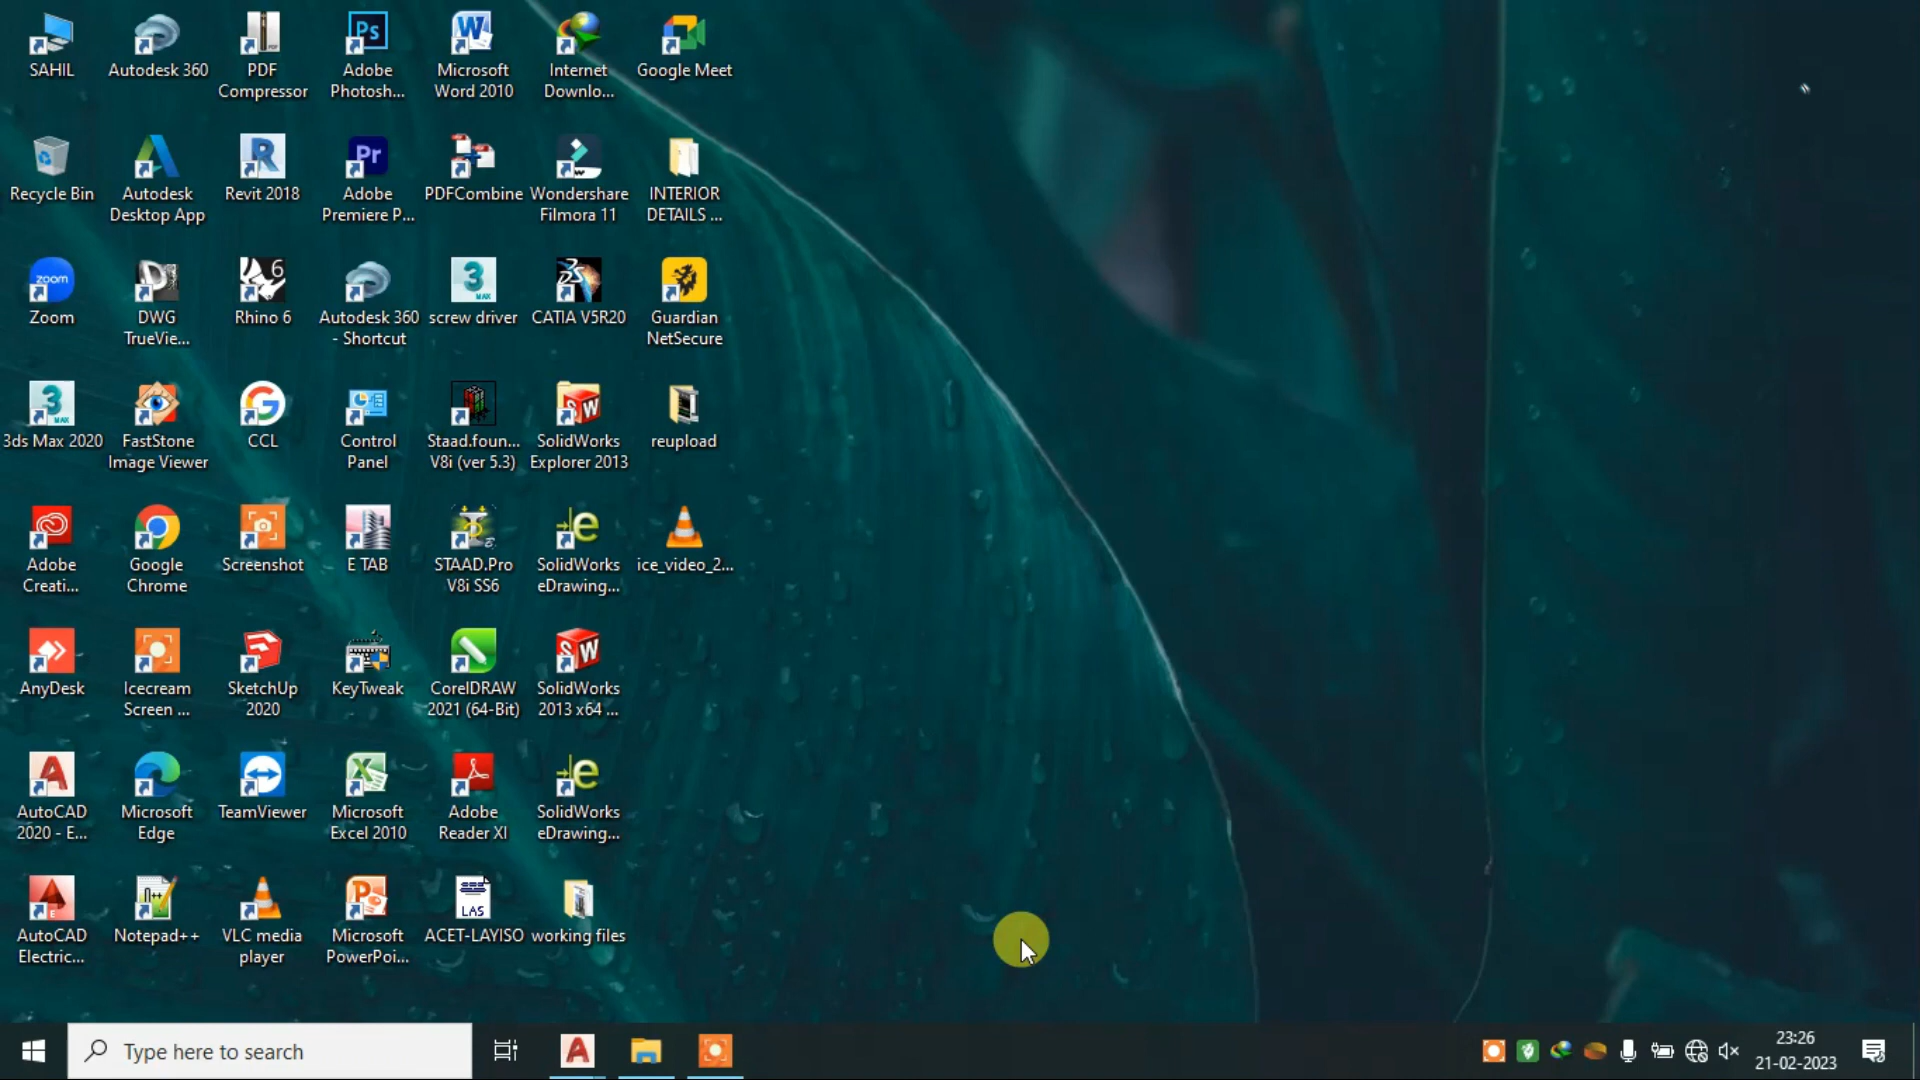 SAHIL
Autodesk 360
PDF
Compressor
Adobe
Photosh...
Microsoft
Word 2010
Internet
Downlo...
Google Meet
Recycle Bin
Autodesk
Desktop App
Revit 2018
Adobe
Premiere P...
PDFCombine
Wondershare
Filmora 11
INTERIOR
DETAILS ...
Zoom
DWG
TrueVie...
Rhino 6
Autodesk 360
- Shortcut
screw driver
CATIA V5R20
Guardian
NetSecure
3ds Max 2020
FastStone
Image Viewer
CCL
Control
Panel
Staad.foun...
V8i (ver 5.3)
SolidWorks
Explorer 2013
reupload
Adobe
Creati...
Google
Chrome
Screenshot
E TAB
STAAD.Pro
V8i SS6
SolidWorks
eDrawing...
ice_video_2...
AnyDesk
Icecream
Screen ...
SketchUp
2020
KeyTweak
CorelDRAW
2021 (64-Bit)
SolidWorks
2013 x64 ...
AutoCAD
2020 - E...
Microsoft
Edge
TeamViewer
Microsoft
Excel 2010
Adobe
Reader XI
SolidWorks
eDrawing...
AutoCAD
Electric...
Notepad++
VLC media
player
Microsoft
PowerPoi...
LAS
ACET-LAYISO
working files
Type here to search
23:26
21-02-2023